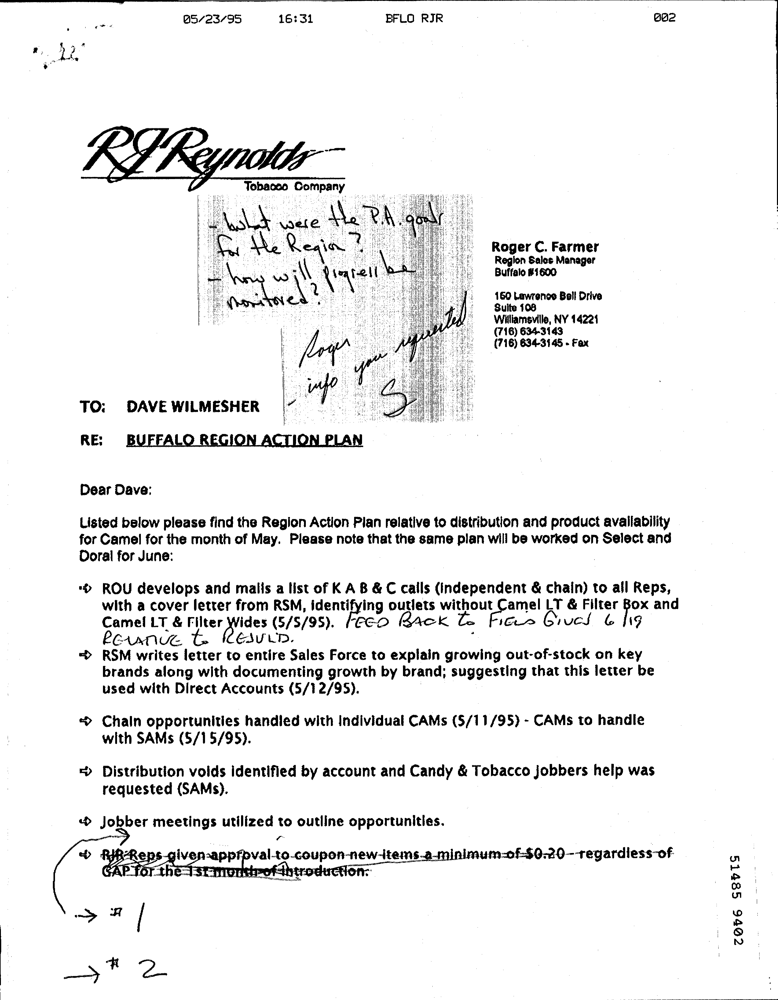 05/23/95 16:31 BFLO RJR 002
RJReynolds
Tobacco Company
- what were the P.A. goals
for the Region?
- how will progress be
monitored?
Roger
- info you requested
S
Roger C. Farmer
Region Sales Manager
Buffalo #1600
150 Lawrence Bell Drive
Suite 108
Williamsville, NY 14221
(716) 634-3143
(716) 634-3145 - Fax
TO: DAVE WILMESHER
RE: BUFFALO REGION ACTION PLAN
Dear Dave:
Listed below please find the Region Action Plan relative to distribution and product availability
for Camel for the month of May. Please note that the same plan will be worked on Select and
Doral for June:
ROU develops and mails a list of K A B & C calls (independent & chain) to all Reps,
with a cover letter from RSM, identifying outlets without Camel LT & Filter Box and
Camel LT & Filter Wides (5/5/95). FEED BACK to FIELD GIVEN 6/19
RELATIVE to RESULTS.
RSM writes letter to entire Sales Force to explain growing out-of-stock on key
brands along with documenting growth by brand; suggesting that this letter be
used with Direct Accounts (5/12/95).
Chain opportunities handled with individual CAMs (5/11/95) - CAMs to handle
with SAMs (5/15/95).
Distribution voids identified by account and Candy & Tobacco Jobbers help was
requested (SAMs).
Jobber meetings utilized to outline opportunities.
RJR Reps given approval to coupon new items a minimum of $0.20 - regardless of
GAP for the 1st month of introduction.
→ #1
→ #2
51485 9402